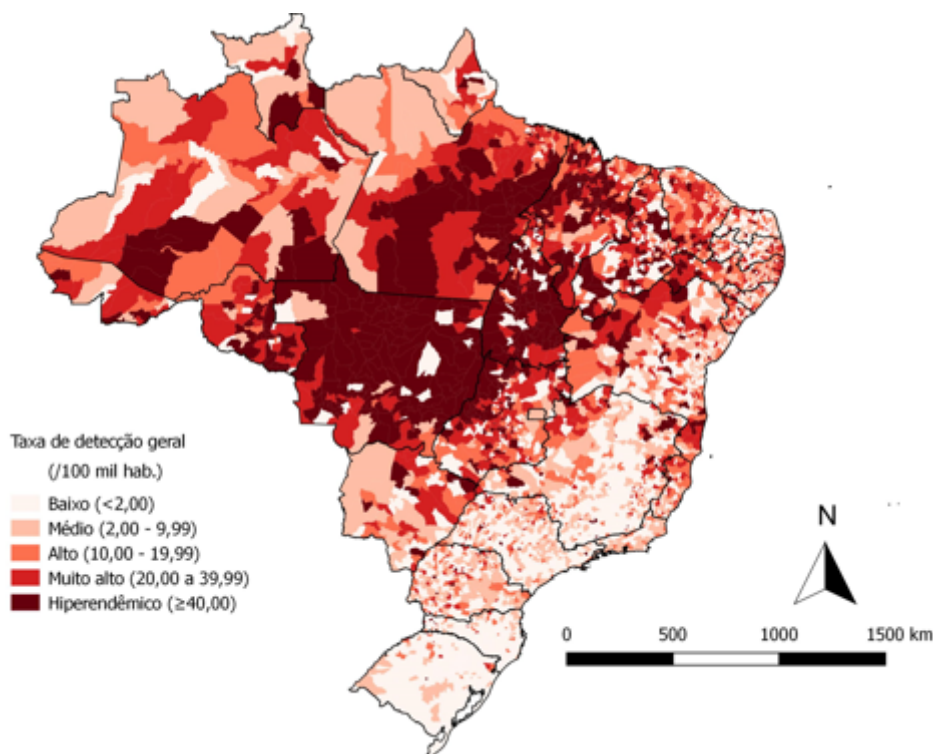 Taxa de detecção geral
(/100 mil hab.)
Baixo (<2,00)
Médio (2,00 - 9,99)
Alto (10,00 - 19,99)
Muito alto (20,00 a 39,99)
Hiperendêmico (≥40,00)
N
0 500 1000 1500 km